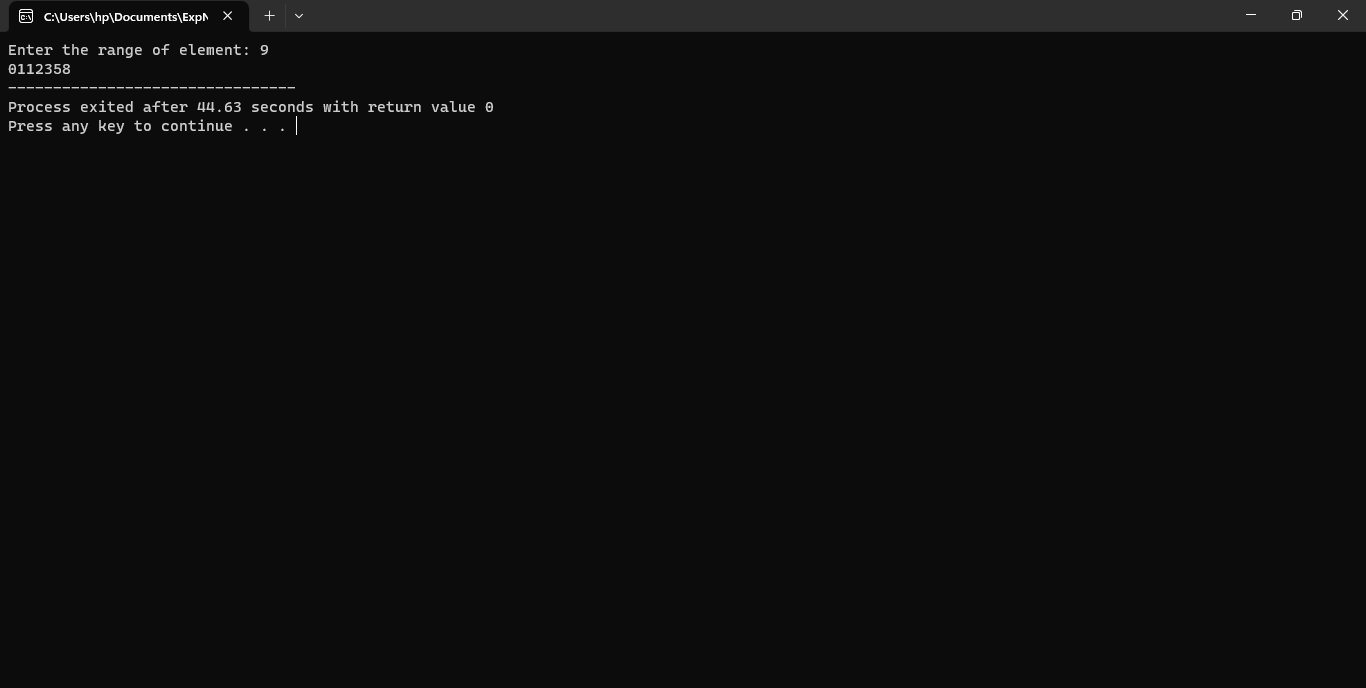 C:\Users\hp\Documents\ExpN
Enter the range of element: 9
0112358
--------------------------------
Process exited after 44.63 seconds with return value 0
Press any key to continue . . .